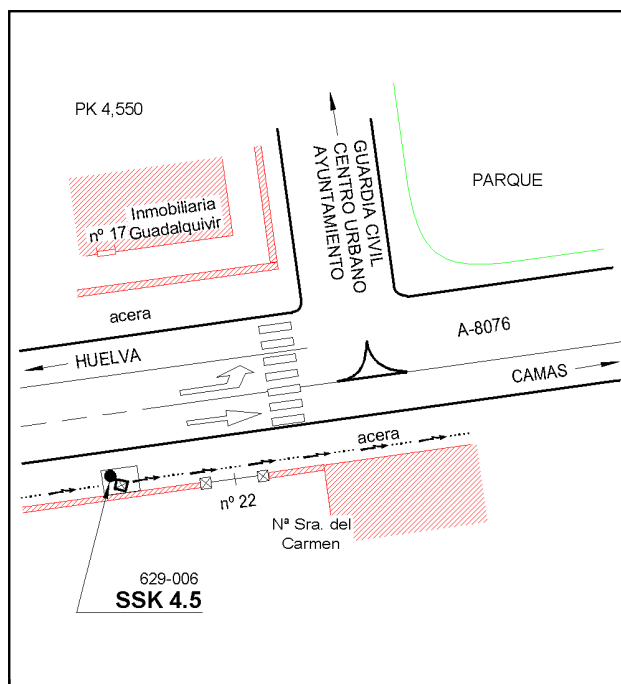 PK 4,550
GUARDIA CIVIL
CENTRO URBANO
AYUNTAMIENTO
PARQUE
Inmobiliaria
nº 17 Guadalquivir
acera
A-8076
HUELVA
CAMAS
acera
nº 22
Nª Sra. del
Carmen
629-006
SSK 4.5